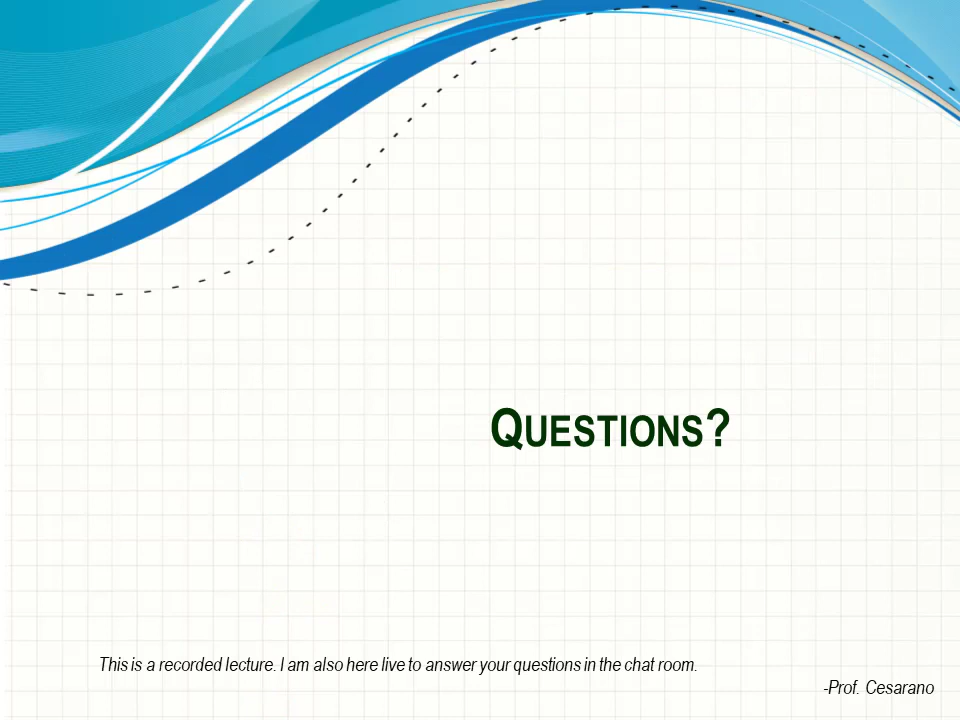 QUESTIONS?
This is a recorded lecture. I am also here live to answer your questions in the chat room.
-Prof. Cesarano